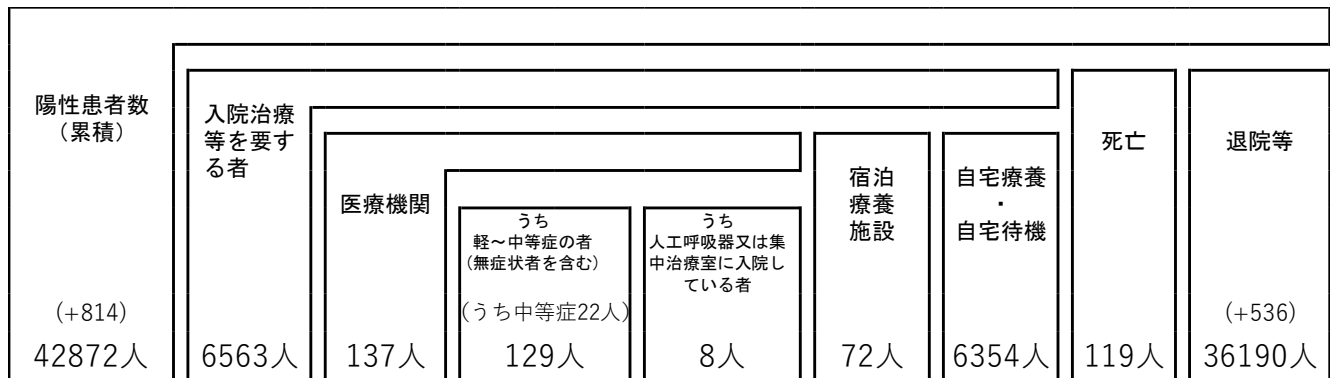 陽性患者数
（累積）
(+814)
42872人
入院治療
等を要す
る者
6563人
医療機関
137人
うち
軽～中等症の者
(無症状者を含む)
(うち中等症22人)
129人
うち
人工呼吸器又は集
中治療室に入院し
ている者
8人
宿泊
療養
施設
72人
自宅療養
・
自宅待機
6354人
死亡
119人
退院等
(+536)
36190人